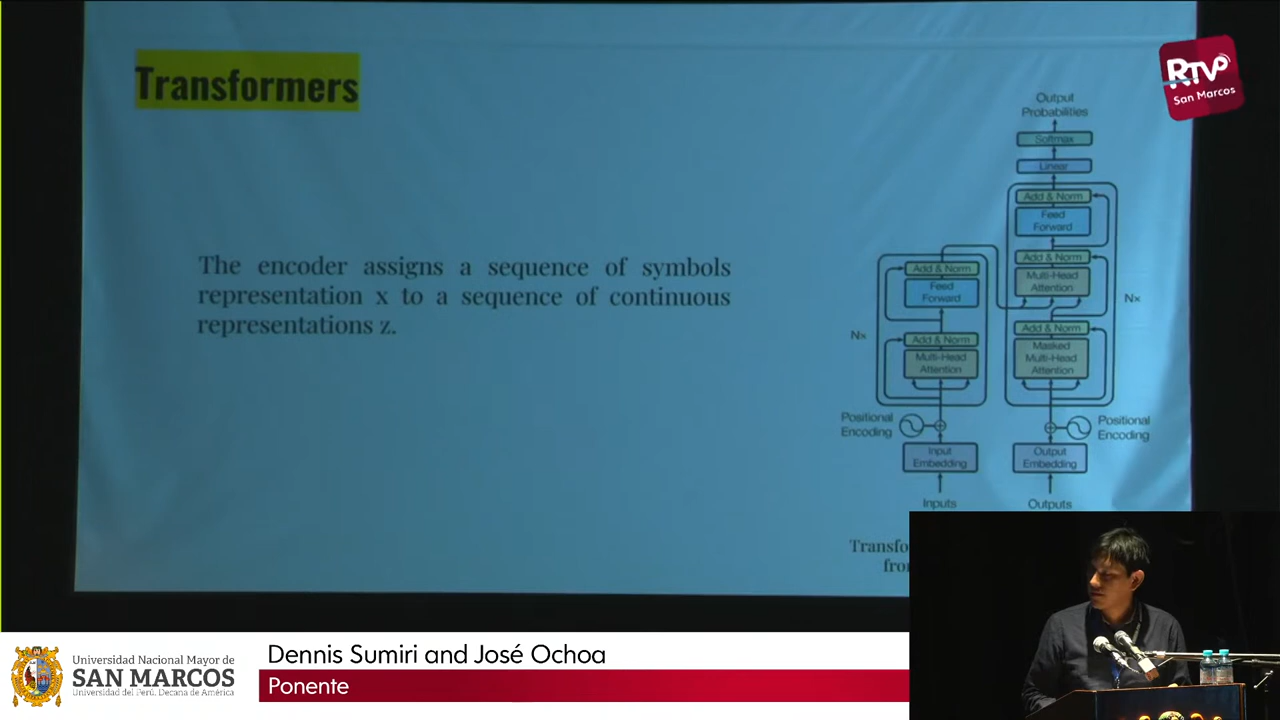 Transformers
RTVP
San Marcos
The encoder assigns a sequence of symbols
representation x to a sequence of continuous
representations z.
Output
Probabilities
Softmax
Linear
Add & Norm
Feed
Forward
Add & Norm
Multi-Head
Attention
Nx
Add & Norm
Masked
Multi-Head
Attention
Add & Norm
Feed
Forward
Nx
Add & Norm
Multi-Head
Attention
Positional
Encoding
Positional
Encoding
Input
Embedding
Output
Embedding
Inputs
Outputs
Universidad Nacional Mayor de
SAN MARCOS
Universidad del Perú. Decana de América
Dennis Sumiri and José Ochoa
Ponente